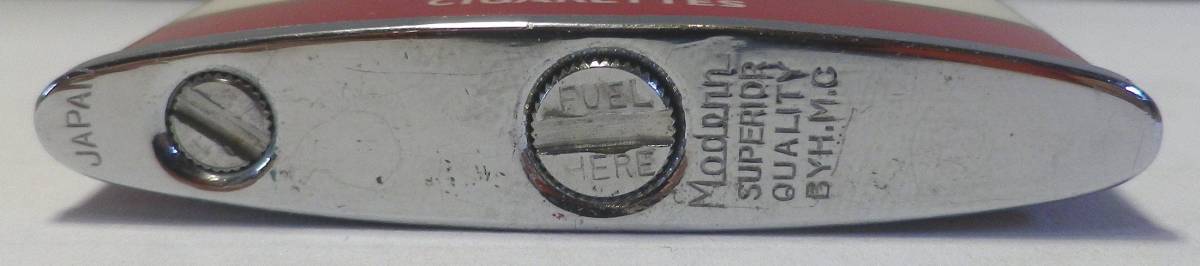 CIGARETTES
JAPAN
FUEL
HERE
Modern
SUPERIOR
QUALITY
BY H.M.C